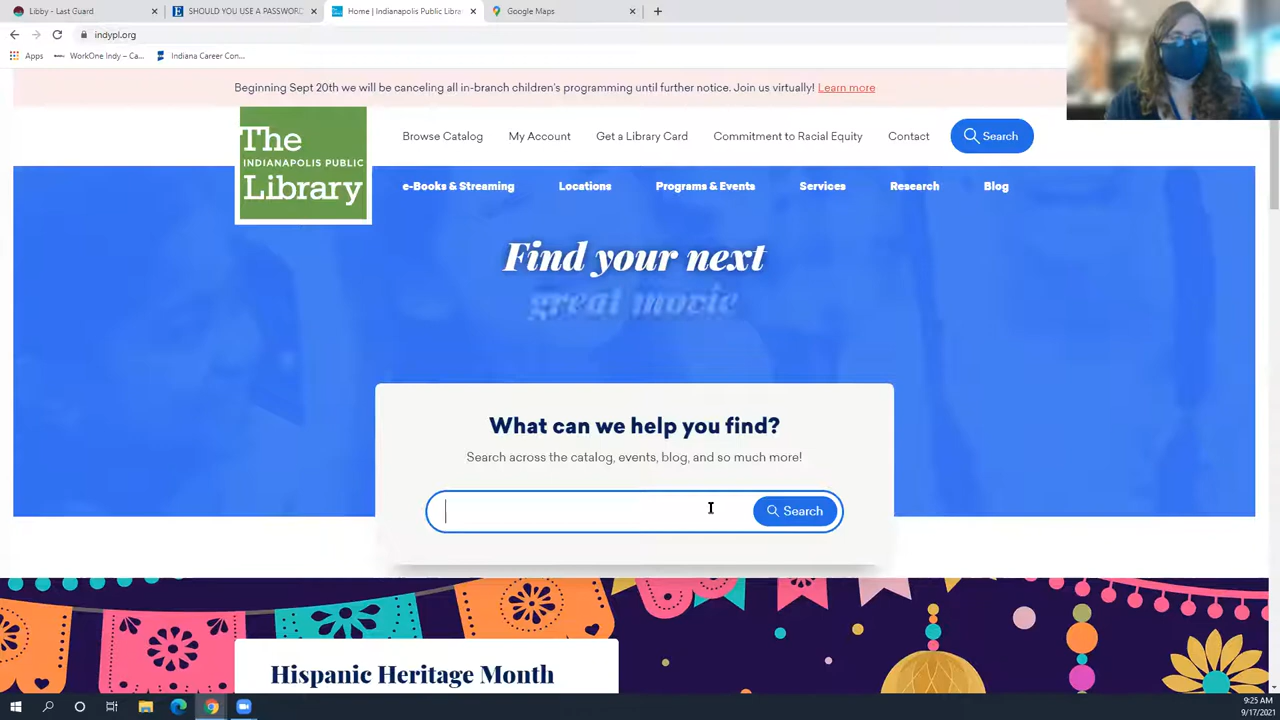 Libby - Last Guard
SHOULD YOU USE A PASSWORD
Home | Indianapolis Public Libra
Google Maps
indypl.org
Apps
WorkOne Indy – Ca...
Indiana Career Con...
Beginning Sept 20th we will be canceling all in-branch children's programming until further notice. Join us virtually! Learn more
The
INDIANAPOLIS PUBLIC
Library
Browse Catalog
My Account
Get a Library Card
Commitment to Racial Equity
Contact
Search
e-Books & Streaming
Locations
Programs & Events
Services
Research
Blog
Find your next
great movie
What can we help you find?
Search across the catalog, events, blog, and so much more!
Search
Hispanic Heritage Month
9:25 AM
9/17/2021